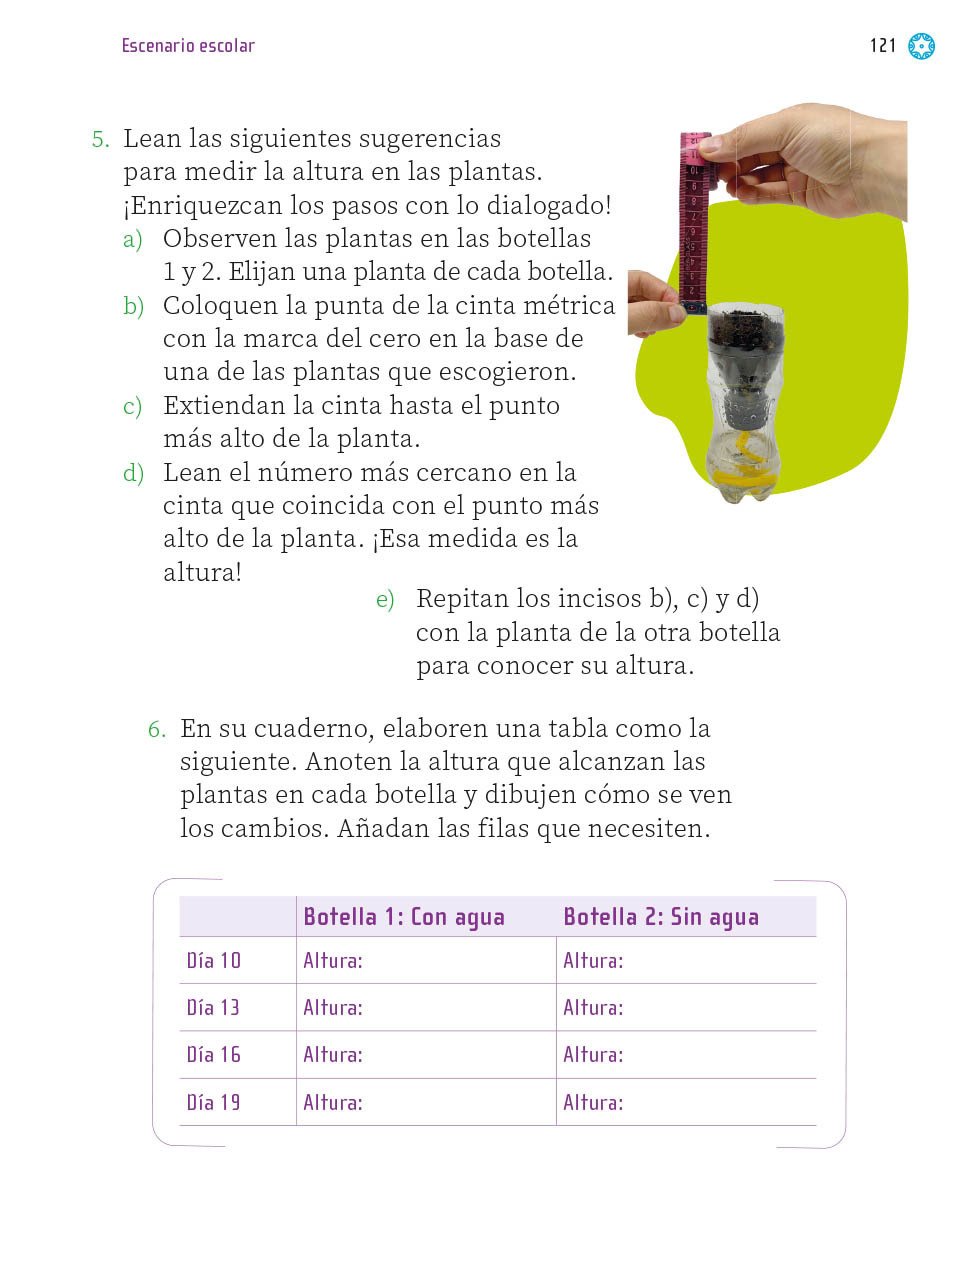 Escenario escolar
121
5. Lean las siguientes sugerencias
para medir la altura en las plantas.
¡Enriquezcan los pasos con lo dialogado!
a) Observen las plantas en las botellas
1 y 2. Elijan una planta de cada botella.
b) Coloquen la punta de la cinta métrica
con la marca del cero en la base de
una de las plantas que escogieron.
c) Extiendan la cinta hasta el punto
más alto de la planta.
d) Lean el número más cercano en la
cinta que coincida con el punto más
alto de la planta. ¡Esa medida es la
altura!
e) Repitan los incisos b), c) y d)
con la planta de la otra botella
para conocer su altura.
6. En su cuaderno, elaboren una tabla como la
siguiente. Anoten la altura que alcanzan las
plantas en cada botella y dibujen cómo se ven
los cambios. Añadan las filas que necesiten.
Botella 1: Con agua Botella 2: Sin agua
Día 10 Altura: Altura:
Día 13 Altura: Altura:
Día 16 Altura: Altura:
Día 19 Altura: Altura: